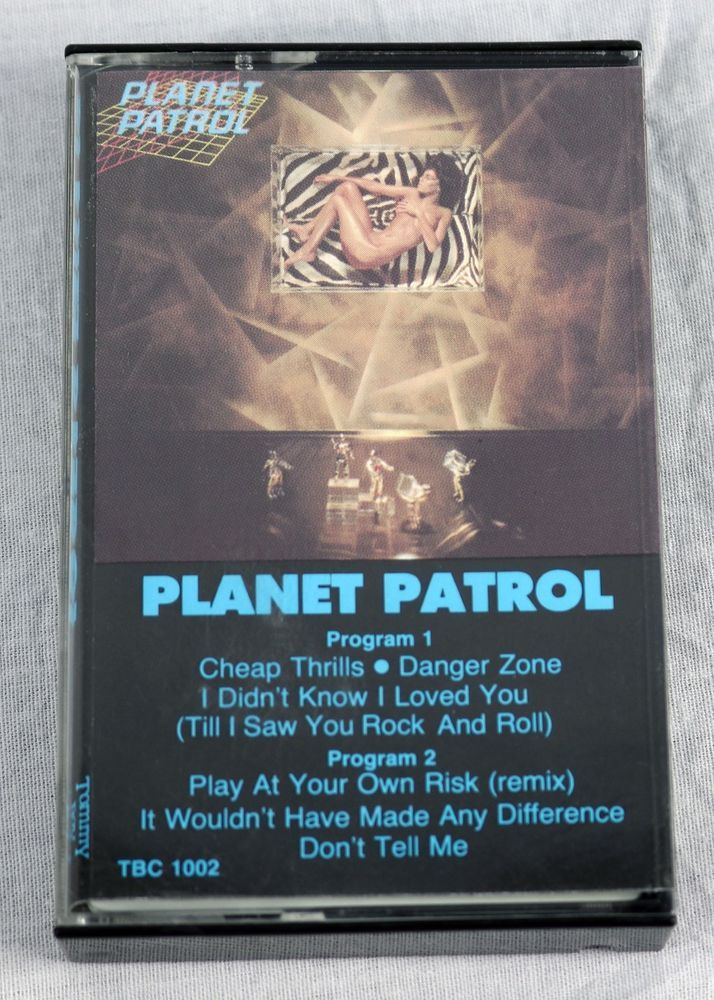 PLANET
PATROL
PLANET PATROL
Program 1
Cheap Thrills • Danger Zone
I Didn't Know I Loved You
(Till I Saw You Rock And Roll)
Program 2
Play At Your Own Risk (remix)
It Wouldn't Have Made Any Difference
Don't Tell Me
TBC 1002
Tommy